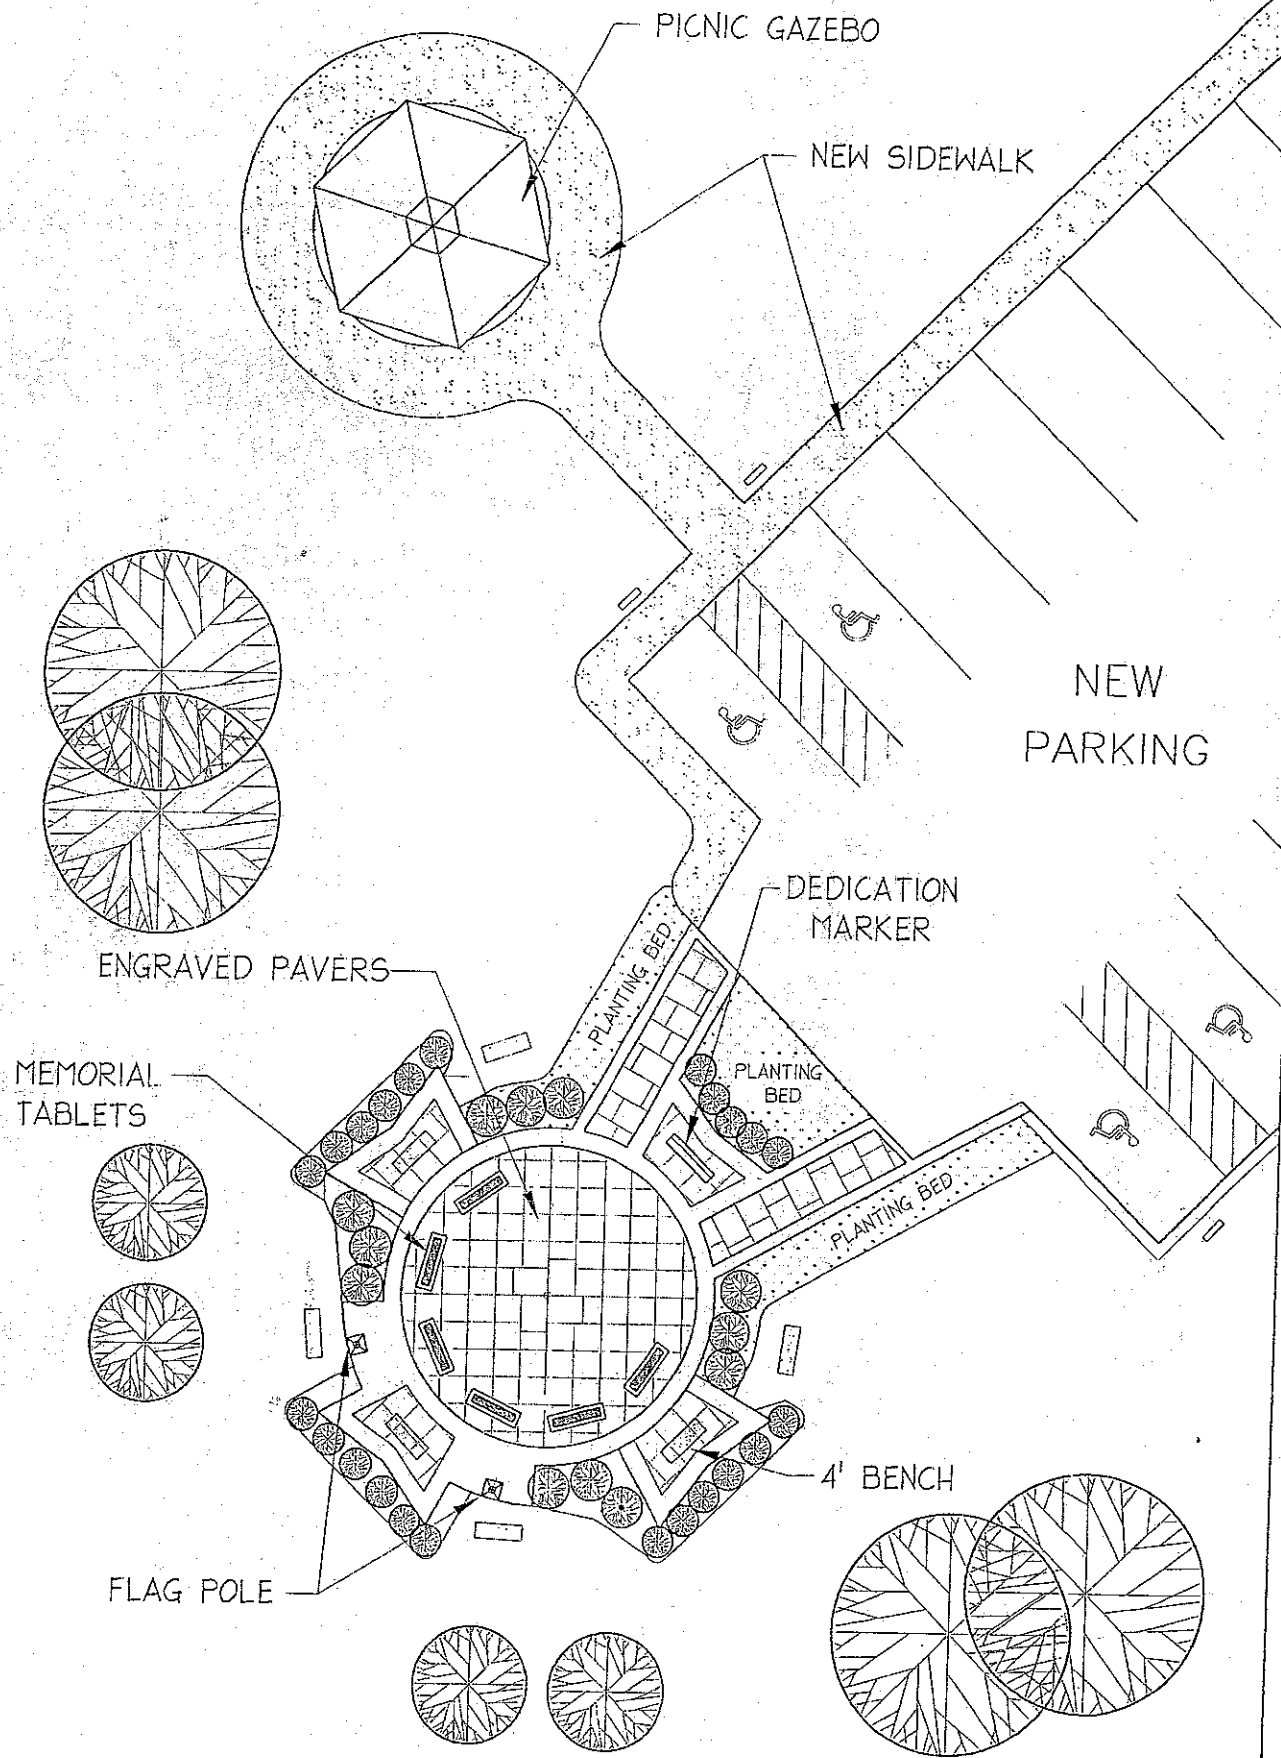 PICNIC GAZEBO
NEW SIDEWALK
NEW
PARKING
DEDICATION
MARKER
PLANTING BED
ENGRAVED PAVERS
MEMORIAL
TABLETS
PLANTING
BED
PLANTING BED
4' BENCH
FLAG POLE